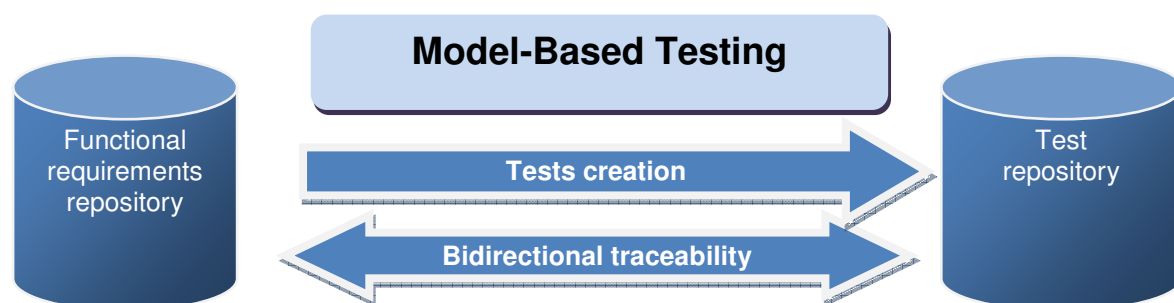 Model-Based Testing
Functional
requirements
repository
Tests creation
Bidirectional traceability
Test
repository